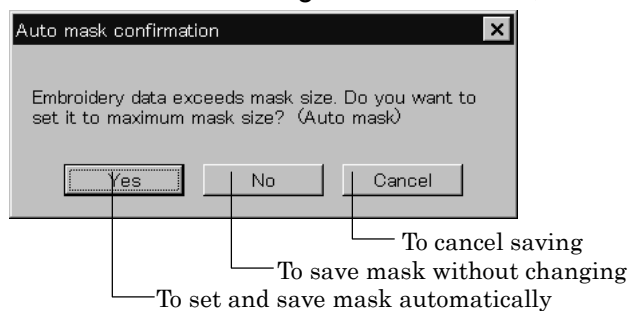 Auto mask confirmation
Embroidery data exceeds mask size. Do you want to
set it to maximum mask size? (Auto mask)
Yes No Cancel
To cancel saving
To save mask without changing
To set and save mask automatically